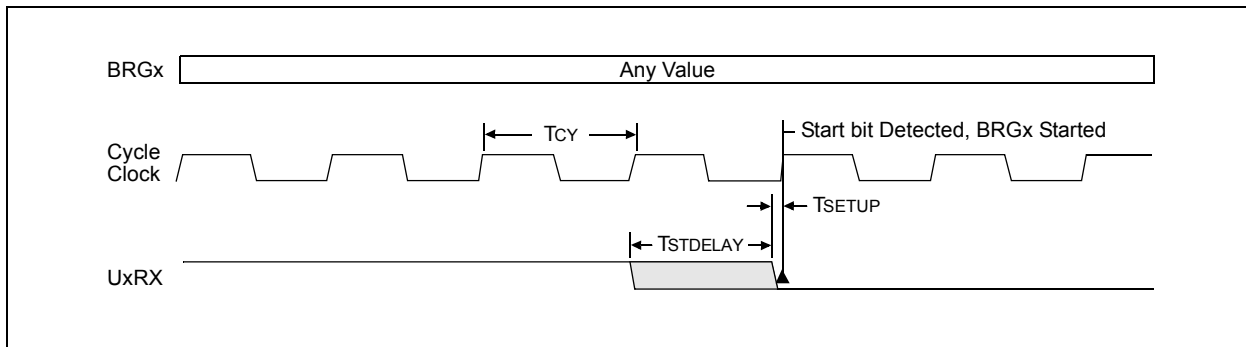 BRGx
Any Value
TCY
Start bit Detected, BRGx Started
Cycle
Clock
TSETUP
TSTDELAY
UxRX